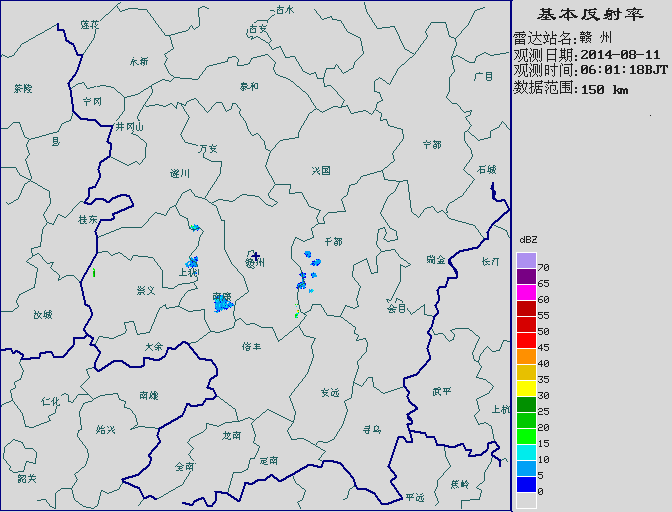 基本反射率
雷达站名: 赣 州
观测日期: 2014-08-11
观测时间: 06:01:18BJT
数据范围: 150 km
吉水
莲花
吉安
永新
广昌
茶陵
泰和
宁冈
井冈山
宁都
万安
兴国
石城
遂川
桂东
于都
赣州
瑞金
长汀
上犹
崇义
南康
会昌
汝城
大余
信丰
安远
武平
仁化
南雄
上杭
始兴
龙南
寻乌
全南
定南
韶关
蕉岭
平远
dBZ
70
65
60
55
50
45
40
35
30
25
20
15
10
5
0